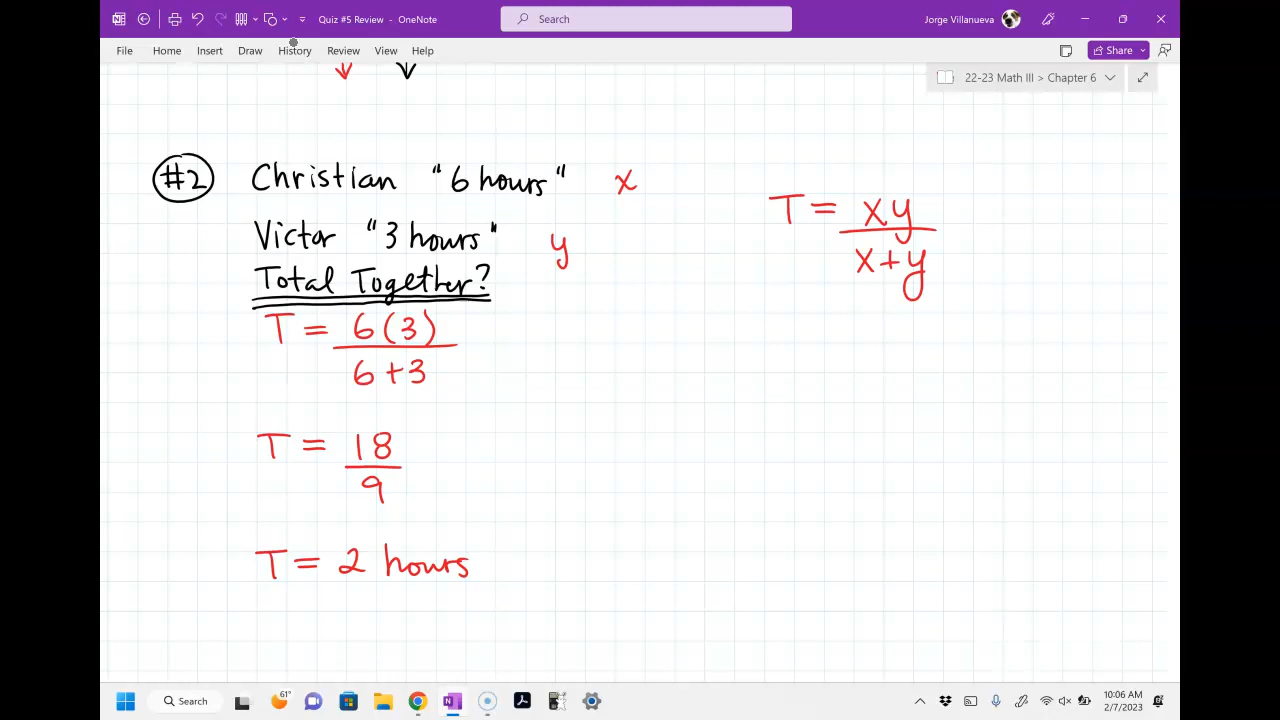 Quiz #5 Review - OneNote
Search
Jorge Villanueva
File Home Insert Draw History Review View Help
Share
22-23 Math III > Chapter 6
#2 Christian "6 hours" x
Victor "3 hours" y
Total Together?
T = xy / x+y
T = 6(3) / 6+3
T = 18 / 9
T = 2 hours
61°
Search
10:06 AM
2/7/2023